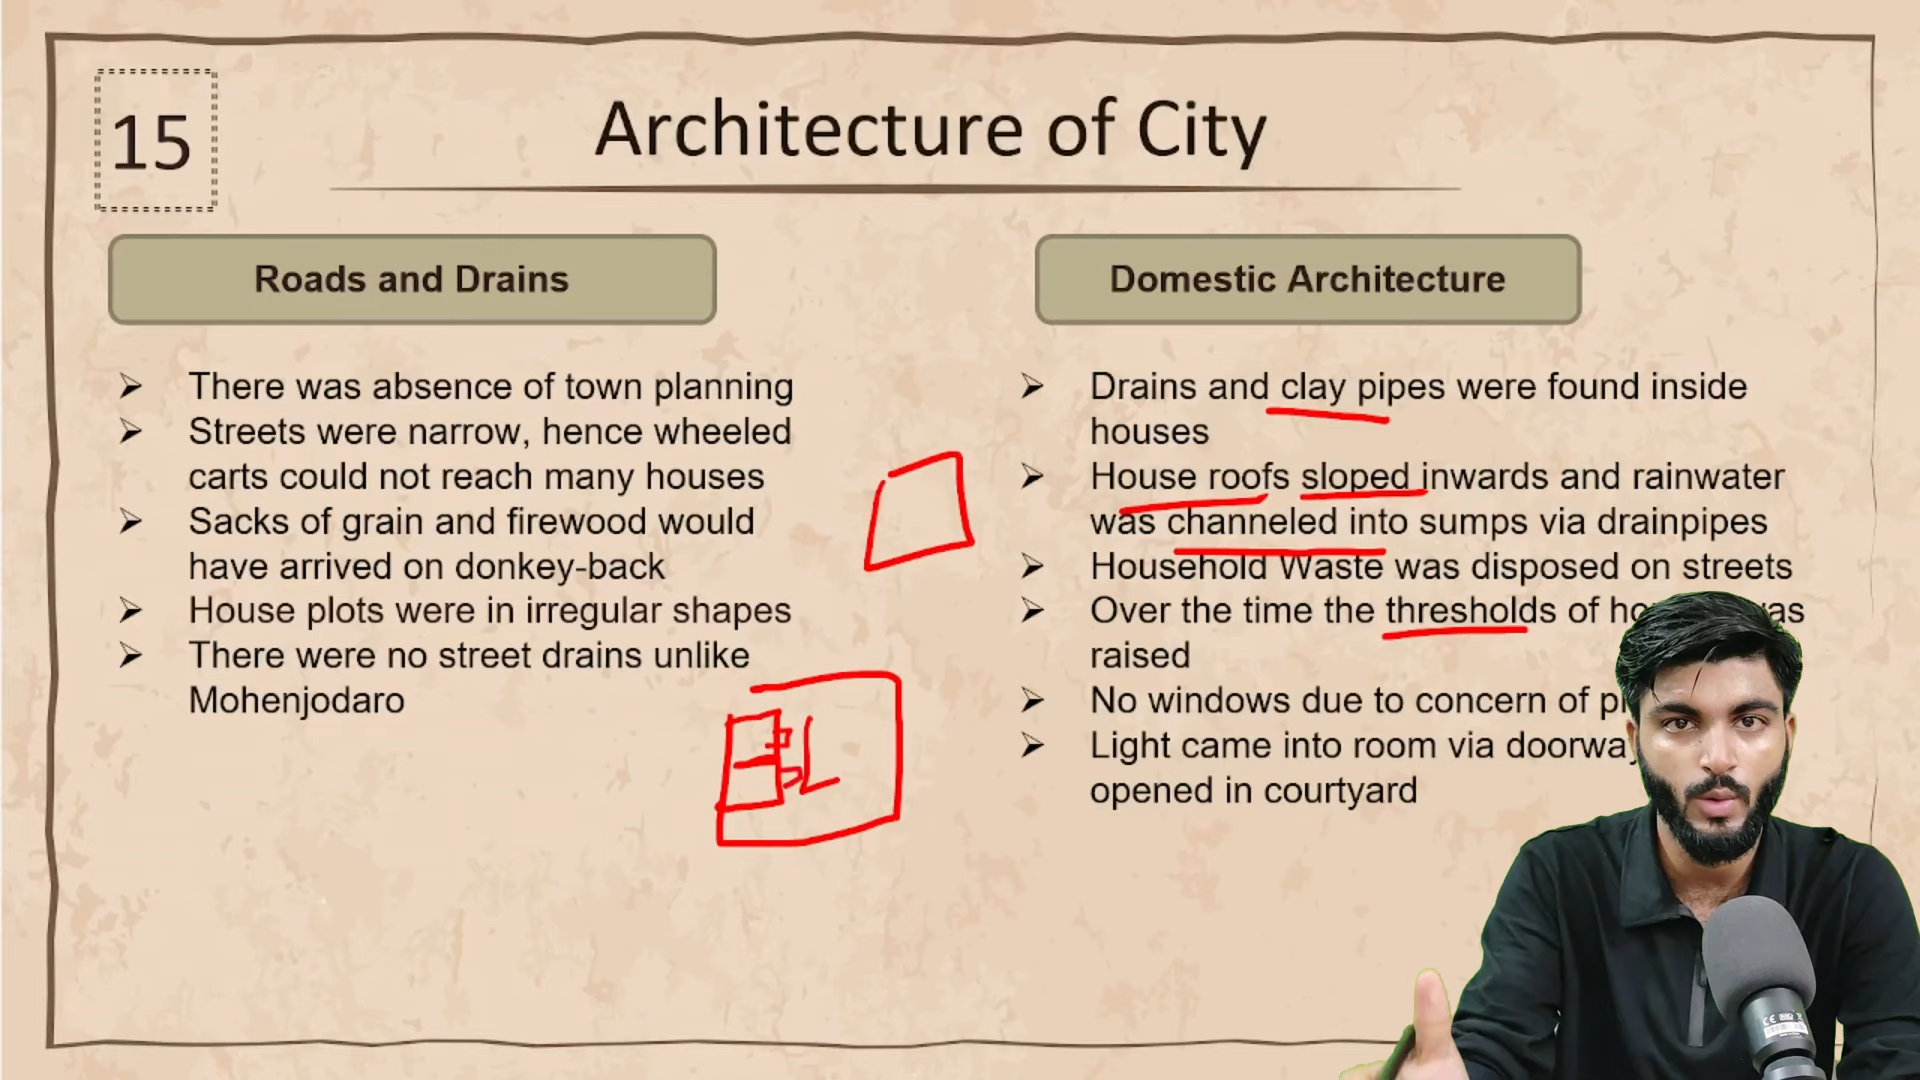 15
Architecture of City
Roads and Drains
There was absence of town planning
Streets were narrow, hence wheeled
carts could not reach many houses
Sacks of grain and firewood would
have arrived on donkey-back
House plots were in irregular shapes
There were no street drains unlike
Mohenjodaro
Domestic Architecture
Drains and clay pipes were found inside
houses
House roofs sloped inwards and rainwater
was channeled into sumps via drainpipes
Household Waste was disposed on streets
Over the time the thresholds of
raised
No windows due to concern of
Light came into room via
opened in courtyard